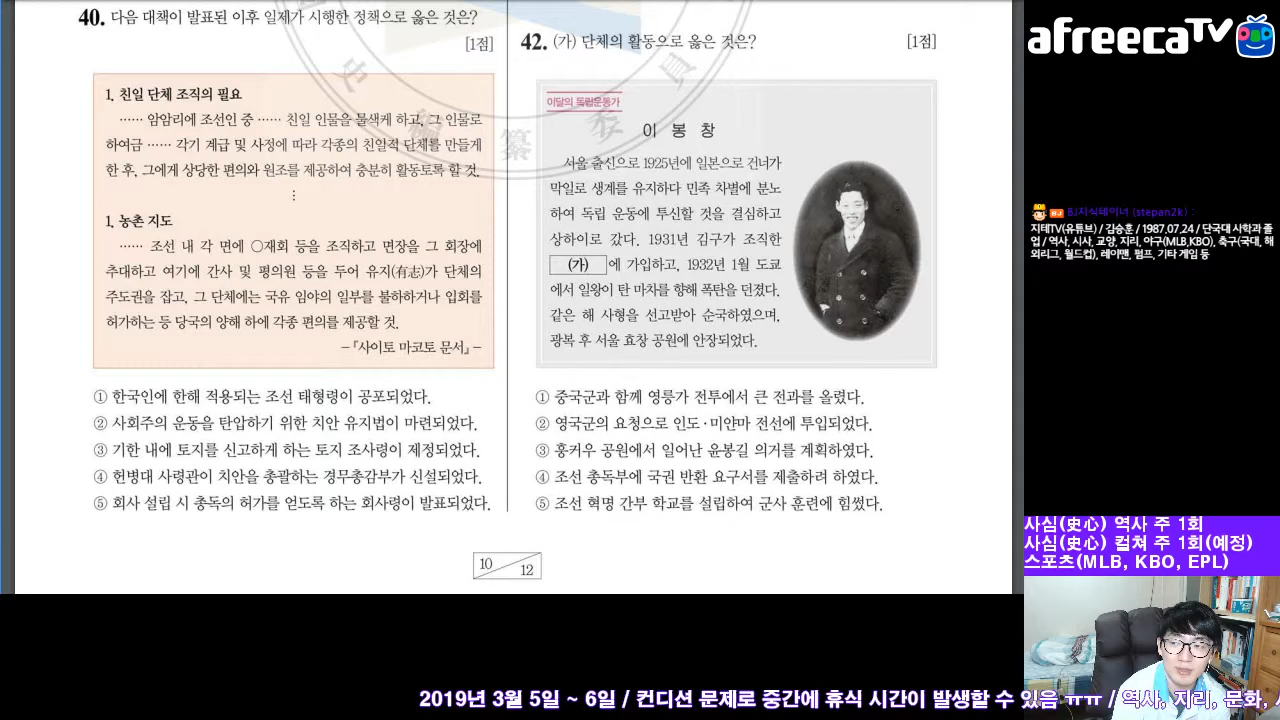 40. 다음 대책이 발표된 이후 일제가 시행한 정책으로 옳은 것은?
[1점]
1. 친일 단체 조직의 필요
…… 암암리에 조선인 중 …… 친일 인물을 물색케 하고, 그 인물로
하여금 …… 각기 계급 및 사정에 따라 각종의 친일적 단체를 만들게
한 후, 그에게 상당한 편의와 원조를 제공하여 충분히 활동토록 할 것.
⋮
1. 농촌 지도
…… 조선 내 각 면에 ○재회 등을 조직하고 면장을 그 회장에
추대하고 여기에 간사 및 평의원 등을 두어 유지(有志)가 단체의
주도권을 잡고, 그 단체에는 국유 임야의 일부를 불하하거나 입회를
허가하는 등 당국의 양해 하에 각종 편의를 제공할 것.
－『사이토 마코토 문서』－
① 한국인에 한해 적용되는 조선 태형령이 공포되었다.
② 사회주의 운동을 탄압하기 위한 치안 유지법이 마련되었다.
③ 기한 내에 토지를 신고하게 하는 토지 조사령이 제정되었다.
④ 헌병대 사령관이 치안을 총괄하는 경무총감부가 신설되었다.
⑤ 회사 설립 시 총독의 허가를 얻도록 하는 회사령이 발표되었다.
42. (가) 단체의 활동으로 옳은 것은? [1점]
이달의 독립운동가
이 봉 창
서울 출신으로 1925년에 일본으로 건너가
막일로 생계를 유지하다 민족 차별에 분노
하여 독립 운동에 투신할 것을 결심하고
상하이로 갔다. 1931년 김구가 조직한
(가) 에 가입하고, 1932년 1월 도쿄
에서 일왕이 탄 마차를 향해 폭탄을 던졌다.
같은 해 사형을 선고받아 순국하였으며,
광복 후 서울 효창 공원에 안장되었다.
① 중국군과 함께 영릉가 전투에서 큰 전과를 올렸다.
② 영국군의 요청으로 인도·미얀마 전선에 투입되었다.
③ 훙커우 공원에서 일어난 윤봉길 의거를 계획하였다.
④ 조선 총독부에 국권 반환 요구서를 제출하려 하였다.
⑤ 조선 혁명 간부 학교를 설립하여 군사 훈련에 힘썼다.
史 編 纂 委 員
10
12
afreecaTV
BJ BJ지식테이너 (stepan2k) :
지테TV(유튜브) / 김승훈 / 1987.07.24 / 단국대 사학과 졸
업 / 역사, 시사, 교양, 지리, 야구(MLB,KBO), 축구(국대, 해
외리그, 월드컵), 레이맨, 펌프, 기타 게임 등
사심(史心) 역사 주 1회
사심(史心) 컬쳐 주 1회(예정)
스포츠(MLB, KBO, EPL)
2019년 3월 5일 ~ 6일 / 컨디션 문제로 중간에 휴식 시간이 발생할 수 있음 ㅠㅠ / 역사, 지리, 문화,